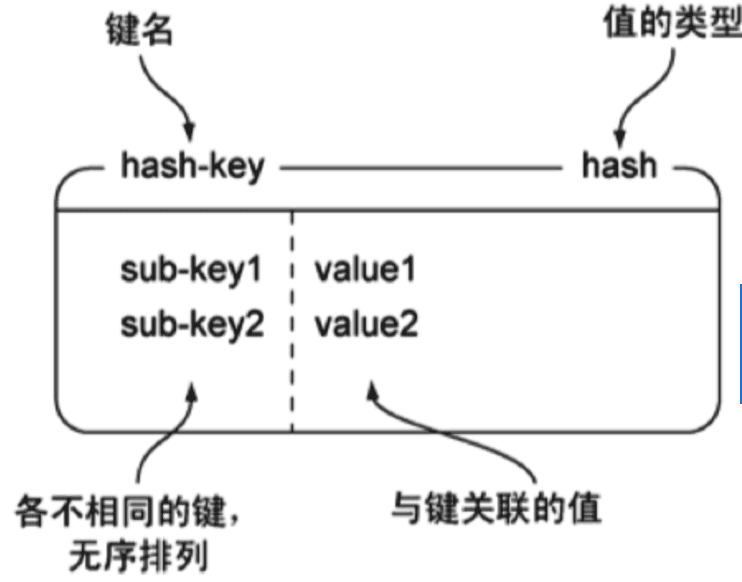 键名
值的类型
hash-key
hash
sub-key1
value1
sub-key2
value2
各不相同的键，
无序排列
与键关联的值